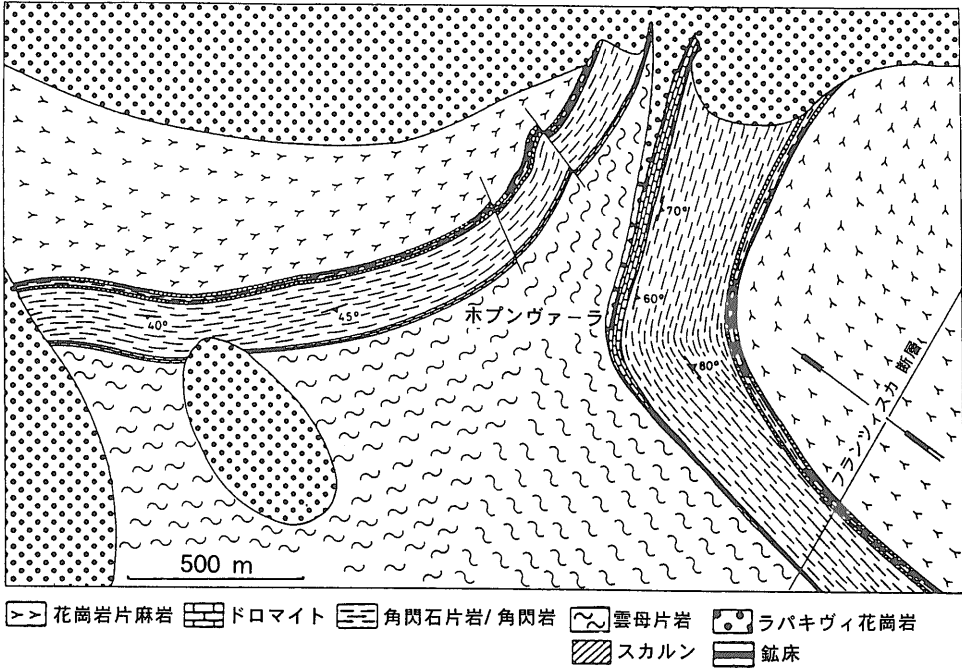 70°
60°
ホプンヴァーラ
45°
40°
80°
フランツィスカ 断層
500 m
花崗岩片麻岩 ドロマイト 角閃石片岩/角閃岩 雲母片岩 ラパキヴィ花崗岩
スカルン 鉱床